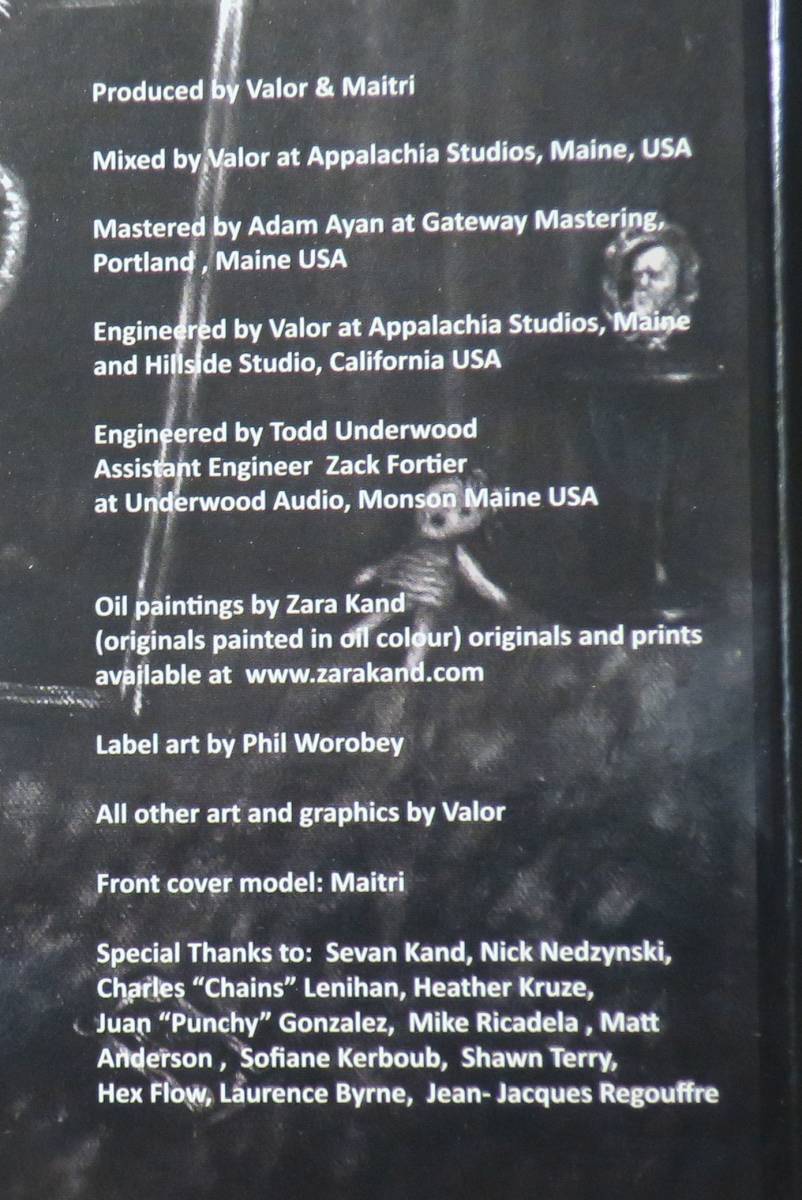 Produced by Valor & Maitri
Mixed by Valor at Appalachia Studios, Maine, USA
Mastered by Adam Ayan at Gateway Mastering,
Portland , Maine USA
Engineered by Valor at Appalachia Studios, Maine
and Hillside Studio, California USA
Engineered by Todd Underwood
Assistant Engineer  Zack Fortier
at Underwood Audio, Monson Maine USA
Oil paintings by Zara Kand
(originals painted in oil colour) originals and prints
available at  www.zarakand.com
Label art by Phil Worobey
All other art and graphics by Valor
Front cover model: Maitri
Special Thanks to:  Sevan Kand, Nick Nedzynski,
Charles “Chains” Lenihan, Heather Kruze,
Juan “Punchy” Gonzalez,  Mike Ricadela , Matt
Anderson ,  Sofiane Kerboub,  Shawn Terry,
Hex Flow, Laurence Byrne,  Jean- Jacques Regouffre